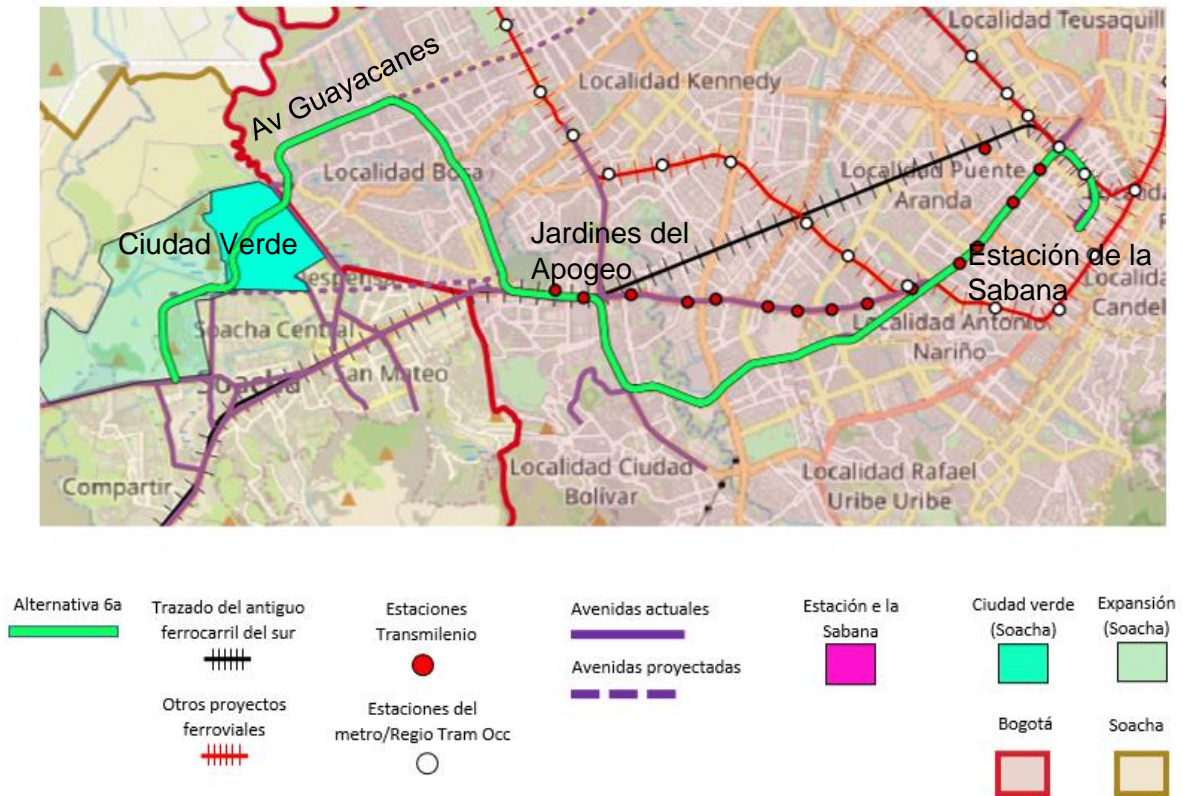 Localidad Teusaquill
Av Guayacanes
Localidad Kennedy
Localidad Bosa
Localidad Puente
Aranda
Ciudad Verde
Jardines del
Apogeo
Estación de la
Sabana
Localida
Candel
Soacha Central
Localidad Antonio
Nariño
San Mateo
Soacha
Compartir
Localidad Ciudad
Bolívar
Localidad Rafael
Uribe Uribe
Alternativa 6a
Trazado del antiguo
ferrocarril del sur
Estaciones
Transmilenio
Avenidas actuales
Estación e la
Sabana
Ciudad verde
(Soacha)
Expansión
(Soacha)
Avenidas proyectadas
Otros proyectos
ferroviales
Estaciones del
metro/Regio Tram Occ
Bogotá
Soacha